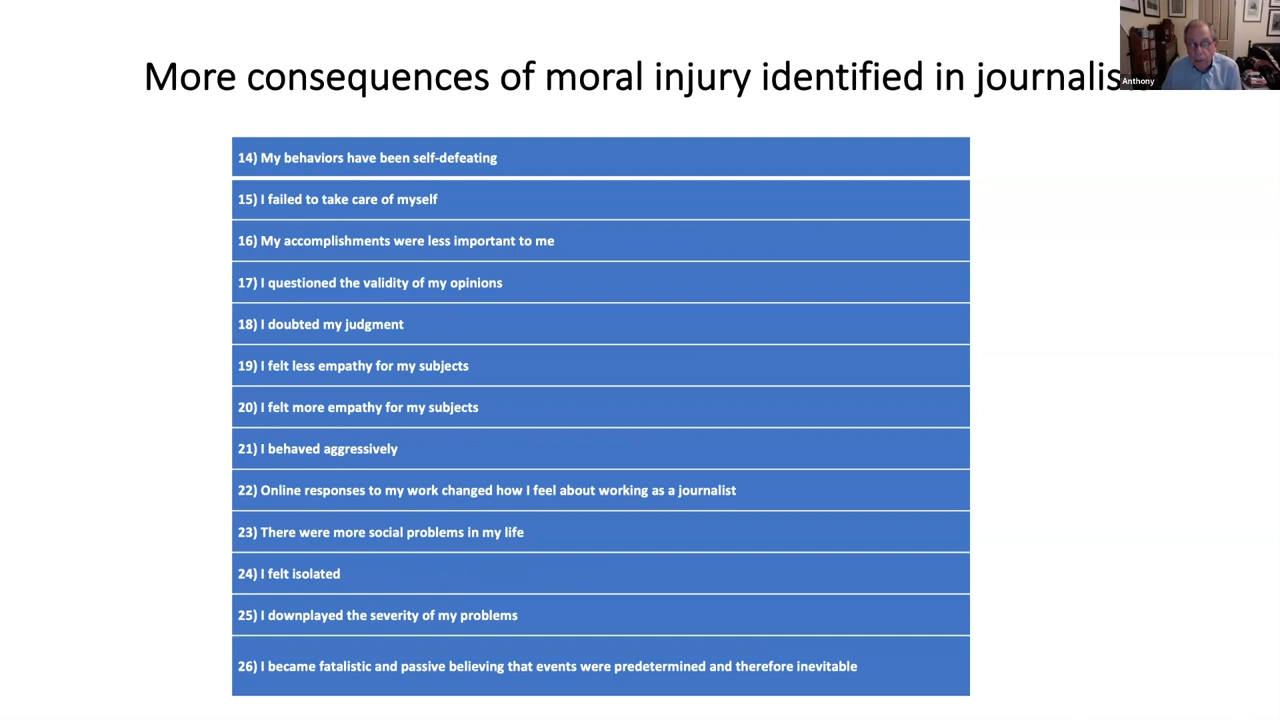 More consequences of moral injury identified in journalis
Anthony
14) My behaviors have been self-defeating
15) I failed to take care of myself
16) My accomplishments were less important to me
17) I questioned the validity of my opinions
18) I doubted my judgment
19) I felt less empathy for my subjects
20) I felt more empathy for my subjects
21) I behaved aggressively
22) Online responses to my work changed how I feel about working as a journalist
23) There were more social problems in my life
24) I felt isolated
25) I downplayed the severity of my problems
26) I became fatalistic and passive believing that events were predetermined and therefore inevitable